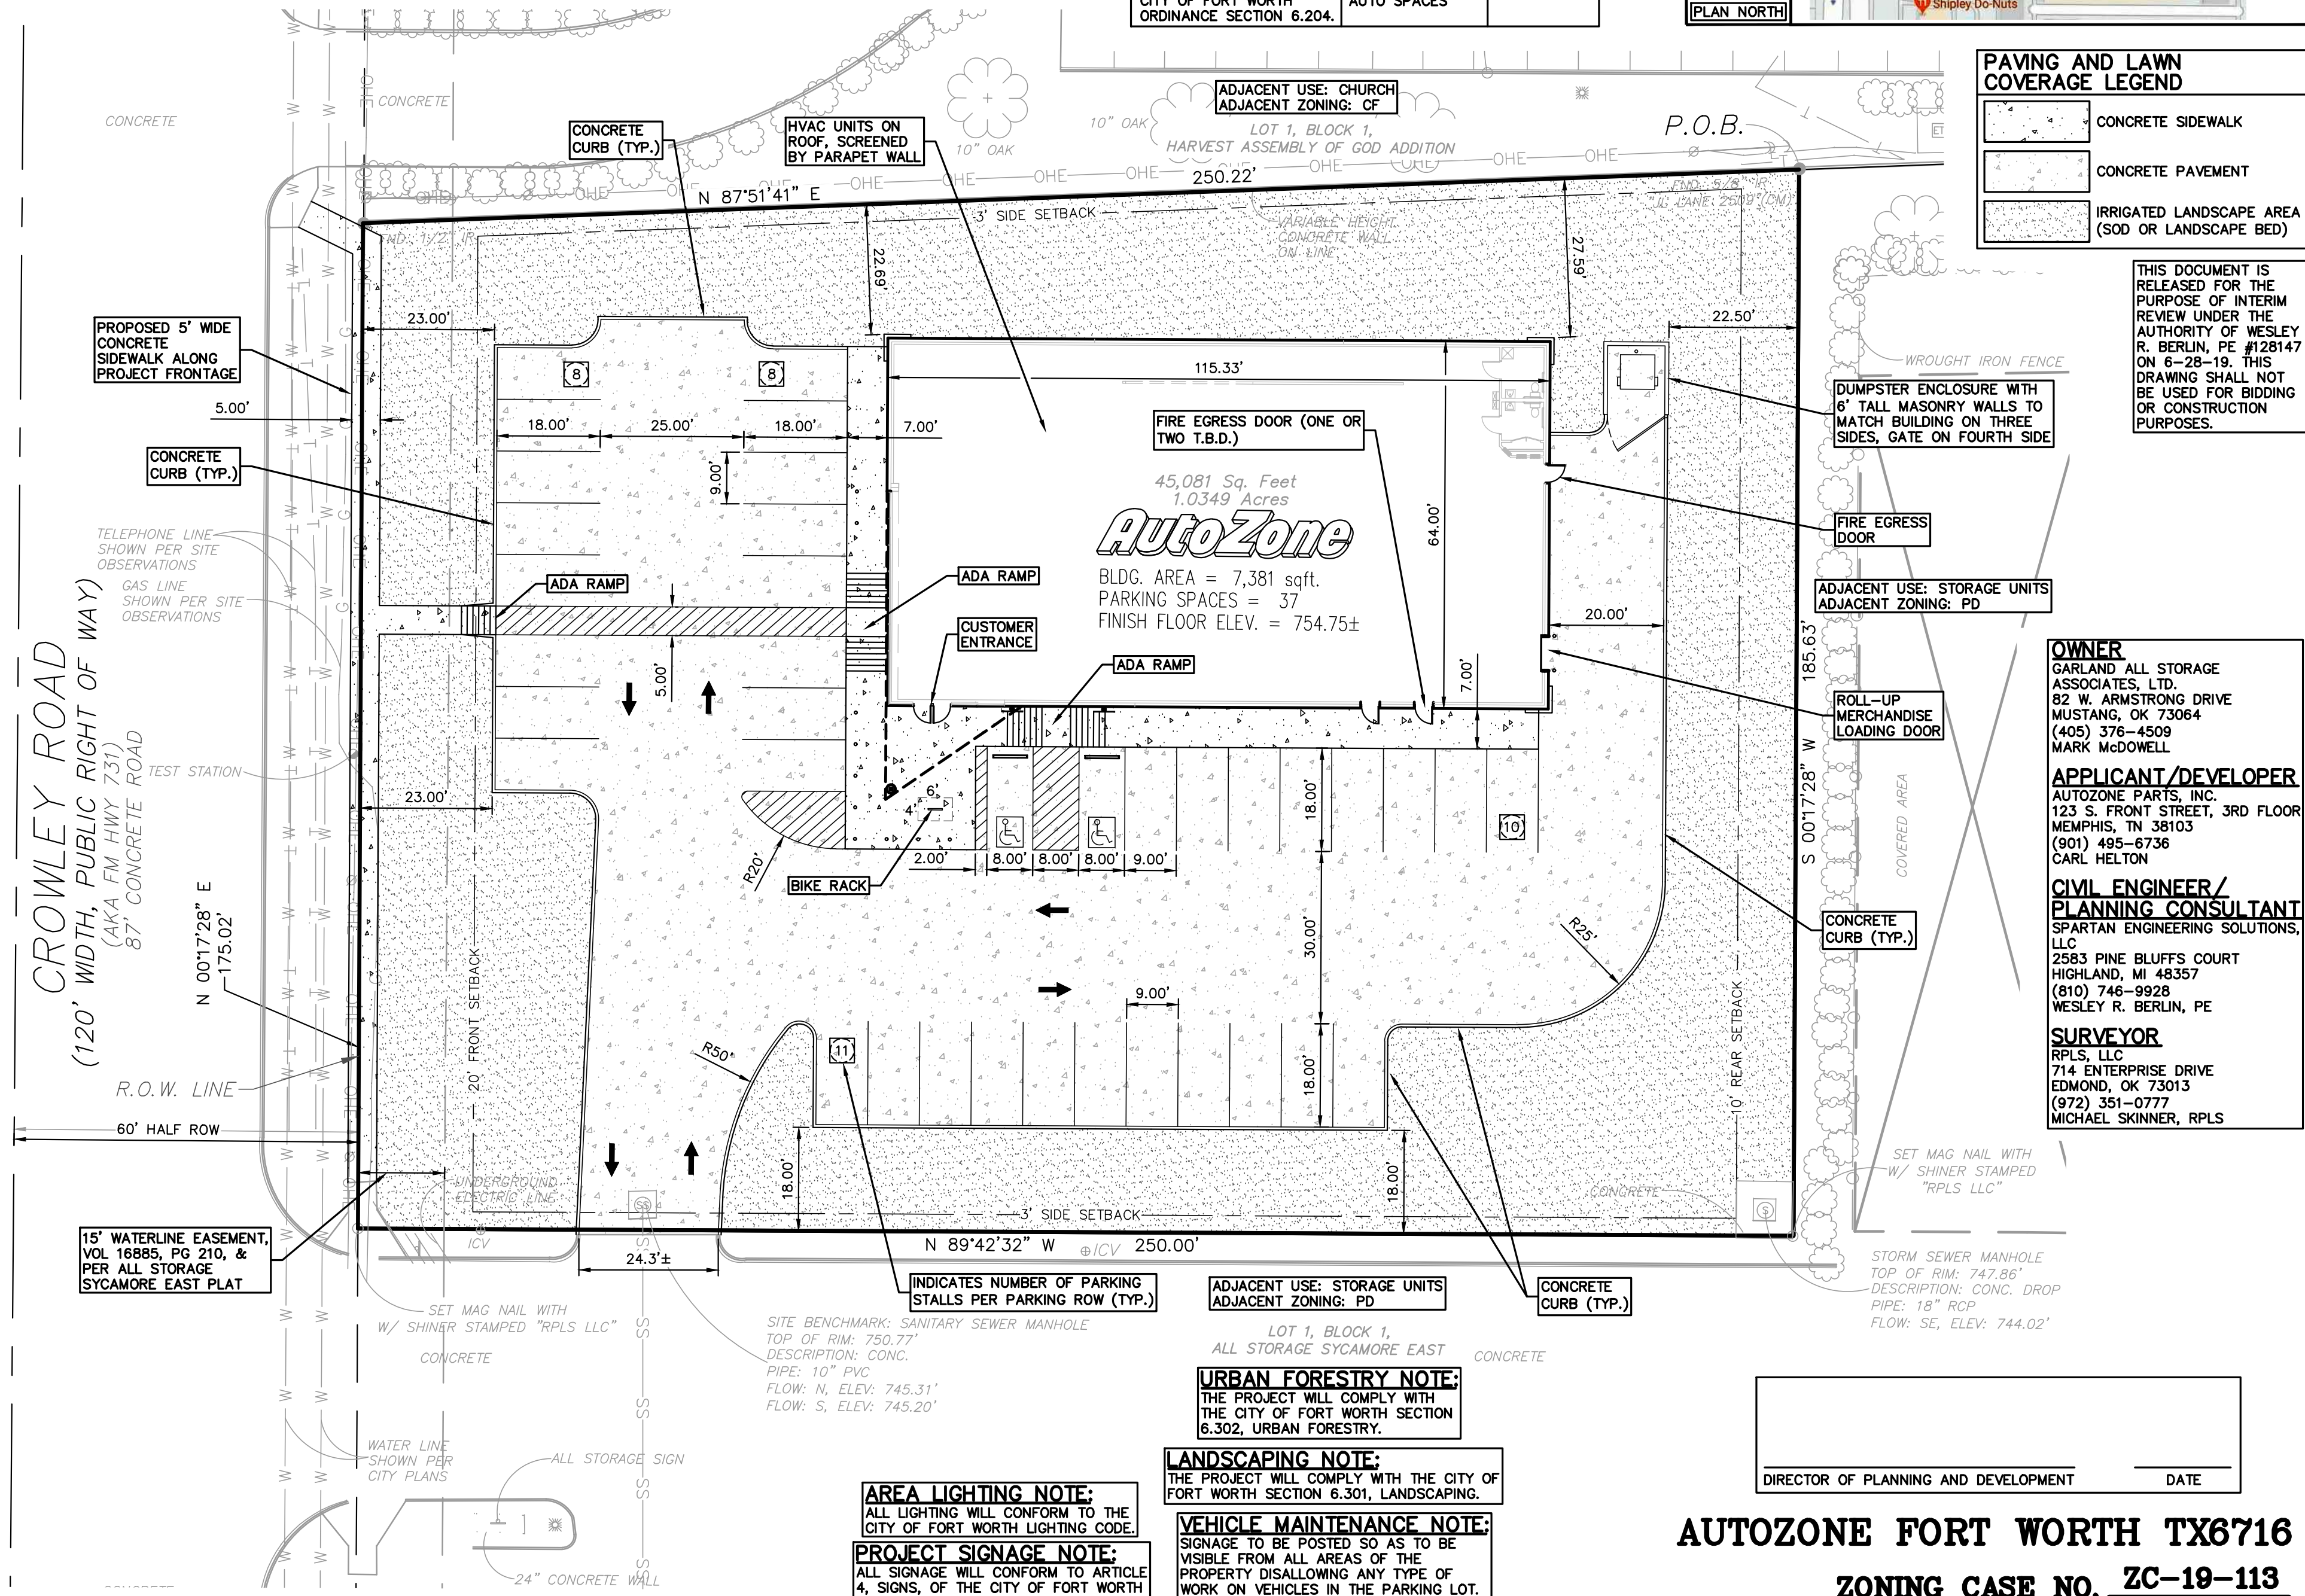 CITY OF FORT WORTH
ORDINANCE SECTION 6.204.
AUTO SPACES
PLAN NORTH
Shipley Do-Nuts
PAVING AND LAWN
COVERAGE LEGEND
CONCRETE SIDEWALK
CONCRETE PAVEMENT
IRRIGATED LANDSCAPE AREA
(SOD OR LANDSCAPE BED)
THIS DOCUMENT IS
RELEASED FOR THE
PURPOSE OF INTERIM
REVIEW UNDER THE
AUTHORITY OF WESLEY
R. BERLIN, PE #128147
ON 6-28-19. THIS
DRAWING SHALL NOT
BE USED FOR BIDDING
OR CONSTRUCTION
PURPOSES.
CONCRETE
CONCRETE
CONCRETE
CURB (TYP.)
HVAC UNITS ON
ROOF, SCREENED
BY PARAPET WALL
10" OAK
10" OAK
ADJACENT USE: CHURCH
ADJACENT ZONING: CF
LOT 1, BLOCK 1,
HARVEST ASSEMBLY OF GOD ADDITION
P.O.B.
ET
N 87°51'41" E
250.22'
OHE
3' SIDE SETBACK
VARIABLE HEIGHT
CONCRETE WALL
ON LINE
FND. 5/8" IR
"JL LANE 2509"(CM)
FND. 1/2" IR
22.69'
27.59'
23.00'
22.50'
PROPOSED 5' WIDE
CONCRETE
SIDEWALK ALONG
PROJECT FRONTAGE
5.00'
CONCRETE
CURB (TYP.)
8
8
18.00'
25.00'
18.00'
7.00'
9.00'
115.33'
64.00'
FIRE EGRESS DOOR (ONE OR
TWO T.B.D.)
45,081 Sq. Feet
1.0349 Acres
AutoZone
BLDG. AREA = 7,381 sqft.
PARKING SPACES = 37
FINISH FLOOR ELEV. = 754.75±
WROUGHT IRON FENCE
DUMPSTER ENCLOSURE WITH
6' TALL MASONRY WALLS TO
MATCH BUILDING ON THREE
SIDES, GATE ON FOURTH SIDE
FIRE EGRESS
DOOR
ADJACENT USE: STORAGE UNITS
ADJACENT ZONING: PD
20.00'
7.00'
ROLL-UP
MERCHANDISE
LOADING DOOR
S 00°17'28" W 185.63'
COVERED AREA
TELEPHONE LINE
SHOWN PER SITE
OBSERVATIONS
GAS LINE
SHOWN PER SITE
OBSERVATIONS
ADA RAMP
ADA RAMP
CUSTOMER
ENTRANCE
ADA RAMP
5.00'
CROWLEY ROAD
(120' WIDTH, PUBLIC RIGHT OF WAY)
(AKA FM HWY 731)
87' CONCRETE ROAD
TEST STATION
23.00'
N 00°17'28" E
175.02'
R.O.W. LINE
60' HALF ROW
20' FRONT SETBACK
6'
4'
R20'
BIKE RACK
2.00'
8.00'
8.00'
8.00'
9.00'
18.00'
10
30.00'
R25'
CONCRETE
CURB (TYP.)
9.00'
11
R50'
18.00'
18.00'
18.00'
10' REAR SETBACK
OWNER
GARLAND ALL STORAGE
ASSOCIATES, LTD.
82 W. ARMSTRONG DRIVE
MUSTANG, OK 73064
(405) 376-4509
MARK McDOWELL
APPLICANT/DEVELOPER
AUTOZONE PARTS, INC.
123 S. FRONT STREET, 3RD FLOOR
MEMPHIS, TN 38103
(901) 495-6736
CARL HELTON
CIVIL ENGINEER/
PLANNING CONSULTANT
SPARTAN ENGINEERING SOLUTIONS,
LLC
2583 PINE BLUFFS COURT
HIGHLAND, MI 48357
(810) 746-9928
WESLEY R. BERLIN, PE
SURVEYOR
RPLS, LLC
714 ENTERPRISE DRIVE
EDMOND, OK 73013
(972) 351-0777
MICHAEL SKINNER, RPLS
SET MAG NAIL WITH
W/ SHINER STAMPED
"RPLS LLC"
CONCRETE
S
UNDERGROUND
ELECTRIC LINE
SS
3' SIDE SETBACK
ICV
24.3'±
N 89°42'32" W
ICV
250.00'
15' WATERLINE EASEMENT,
VOL 16885, PG 210, &
PER ALL STORAGE
SYCAMORE EAST PLAT
SET MAG NAIL WITH
W/ SHINER STAMPED "RPLS LLC"
CONCRETE
INDICATES NUMBER OF PARKING
STALLS PER PARKING ROW (TYP.)
SITE BENCHMARK: SANITARY SEWER MANHOLE
TOP OF RIM: 750.77'
DESCRIPTION: CONC.
PIPE: 10" PVC
FLOW: N, ELEV: 745.31'
FLOW: S, ELEV: 745.20'
ADJACENT USE: STORAGE UNITS
ADJACENT ZONING: PD
CONCRETE
CURB (TYP.)
LOT 1, BLOCK 1,
ALL STORAGE SYCAMORE EAST
CONCRETE
STORM SEWER MANHOLE
TOP OF RIM: 747.86'
DESCRIPTION: CONC. DROP
PIPE: 18" RCP
FLOW: SE, ELEV: 744.02'
URBAN FORESTRY NOTE:
THE PROJECT WILL COMPLY WITH
THE CITY OF FORT WORTH SECTION
6.302, URBAN FORESTRY.
LANDSCAPING NOTE:
THE PROJECT WILL COMPLY WITH THE CITY OF
FORT WORTH SECTION 6.301, LANDSCAPING.
WATER LINE
SHOWN PER
CITY PLANS
ALL STORAGE SIGN
24" CONCRETE WALL
AREA LIGHTING NOTE:
ALL LIGHTING WILL CONFORM TO THE
CITY OF FORT WORTH LIGHTING CODE.
PROJECT SIGNAGE NOTE:
ALL SIGNAGE WILL CONFORM TO ARTICLE
4, SIGNS, OF THE CITY OF FORT WORTH
VEHICLE MAINTENANCE NOTE:
SIGNAGE TO BE POSTED SO AS TO BE
VISIBLE FROM ALL AREAS OF THE
PROPERTY DISALLOWING ANY TYPE OF
WORK ON VEHICLES IN THE PARKING LOT.
DIRECTOR OF PLANNING AND DEVELOPMENT
DATE
AUTOZONE FORT WORTH TX6716
ZONING CASE NO. ZC-19-113